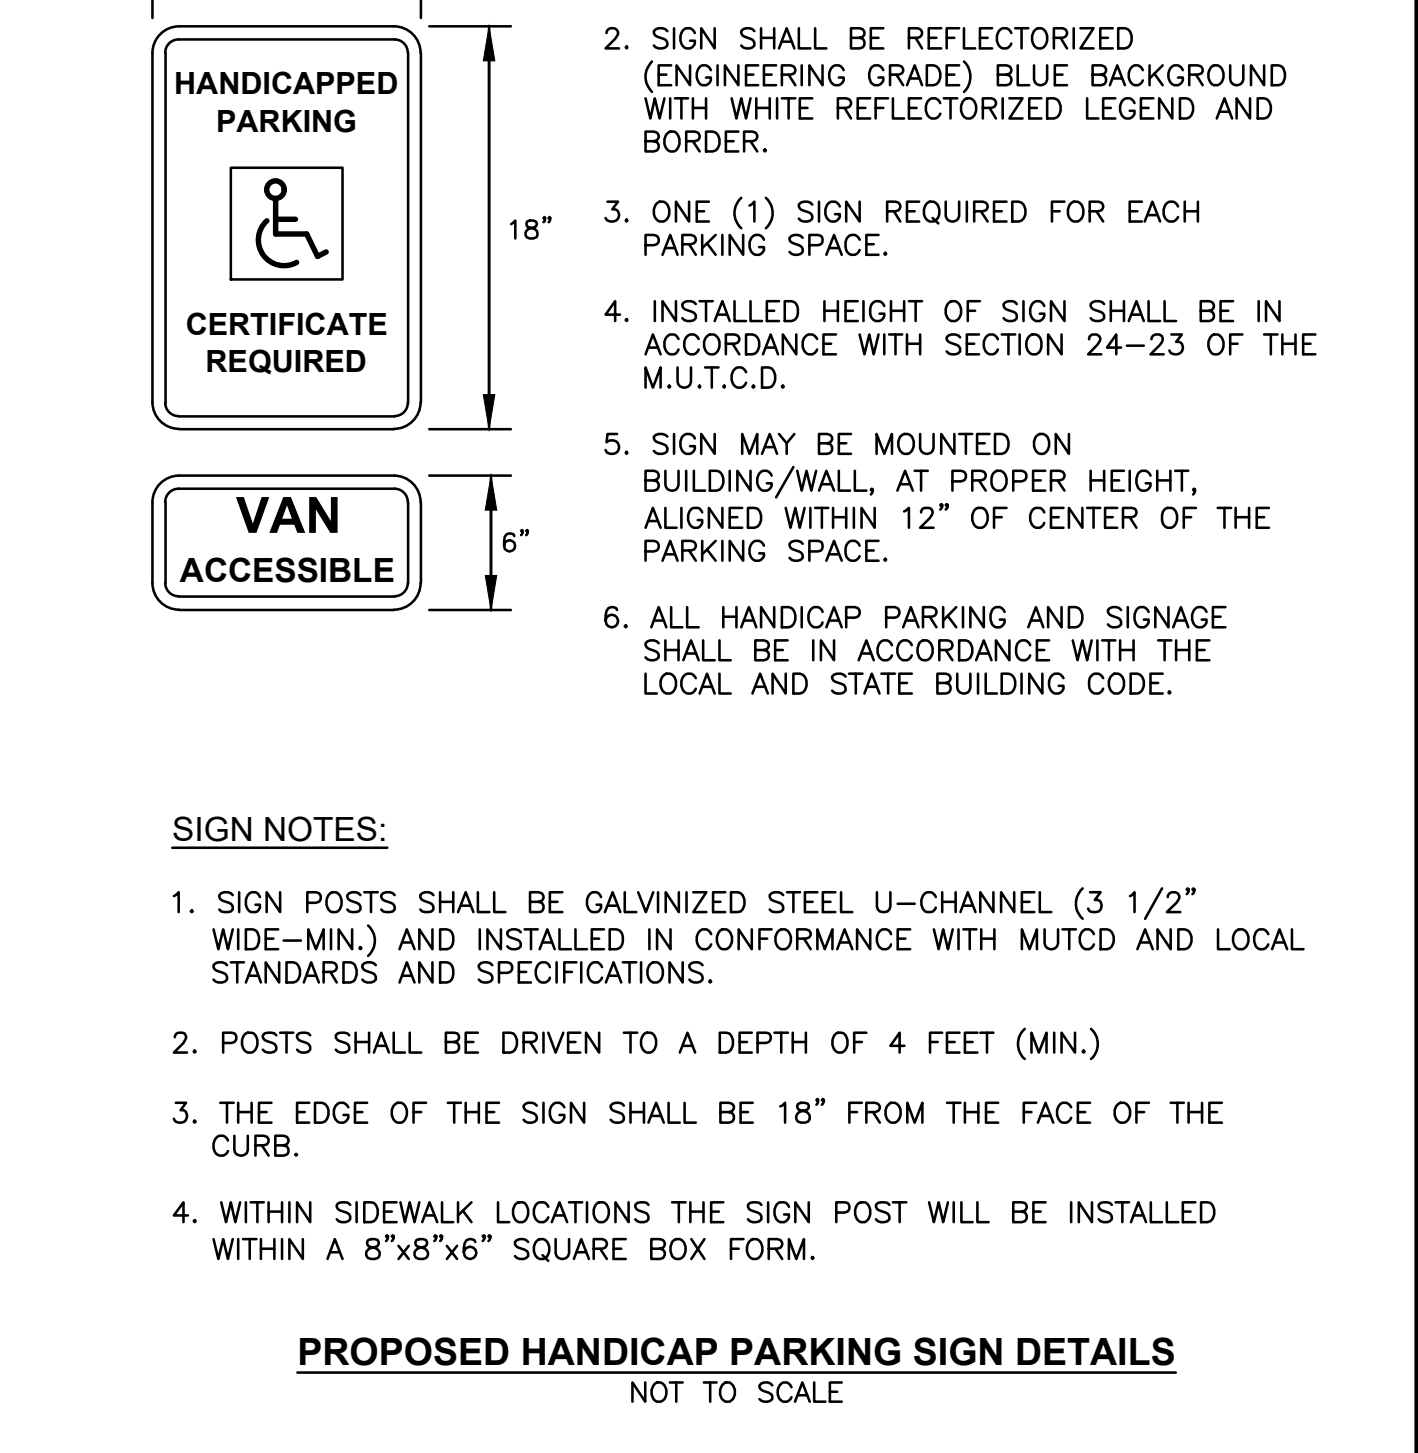 HANDICAPPED
PARKING
CERTIFICATE
REQUIRED
18”
VAN
ACCESSIBLE
6”
2. SIGN SHALL BE REFLECTORIZED
(ENGINEERING GRADE) BLUE BACKGROUND
WITH WHITE REFLECTORIZED LEGEND AND
BORDER.
3. ONE (1) SIGN REQUIRED FOR EACH
PARKING SPACE.
4. INSTALLED HEIGHT OF SIGN SHALL BE IN
ACCORDANCE WITH SECTION 24–23 OF THE
M.U.T.C.D.
5. SIGN MAY BE MOUNTED ON
BUILDING/WALL, AT PROPER HEIGHT,
ALIGNED WITHIN 12” OF CENTER OF THE
PARKING SPACE.
6. ALL HANDICAP PARKING AND SIGNAGE
SHALL BE IN ACCORDANCE WITH THE
LOCAL AND STATE BUILDING CODE.
SIGN NOTES:
1. SIGN POSTS SHALL BE GALVINIZED STEEL U–CHANNEL (3 1/2”
WIDE–MIN.) AND INSTALLED IN CONFORMANCE WITH MUTCD AND LOCAL
STANDARDS AND SPECIFICATIONS.
2. POSTS SHALL BE DRIVEN TO A DEPTH OF 4 FEET (MIN.)
3. THE EDGE OF THE SIGN SHALL BE 18” FROM THE FACE OF THE
CURB.
4. WITHIN SIDEWALK LOCATIONS THE SIGN POST WILL BE INSTALLED
WITHIN A 8”x8”x6” SQUARE BOX FORM.
PROPOSED HANDICAP PARKING SIGN DETAILS
NOT TO SCALE